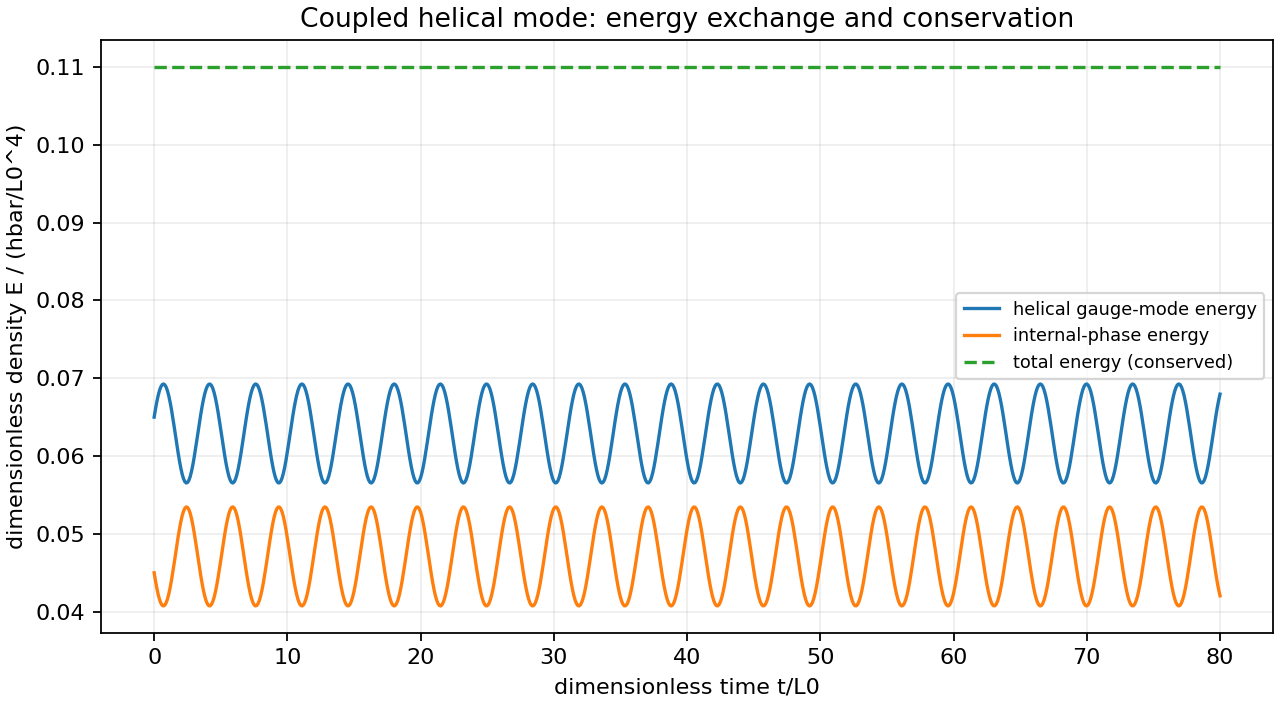 Coupled helical mode: energy exchange and conservation
dimensionless density E / (hbar/L0^4)
0.11
0.10
0.09
0.08
0.07
0.06
0.05
0.04
helical gauge-mode energy
internal-phase energy
total energy (conserved)
0 10 20 30 40 50 60 70 80
dimensionless time t/L0